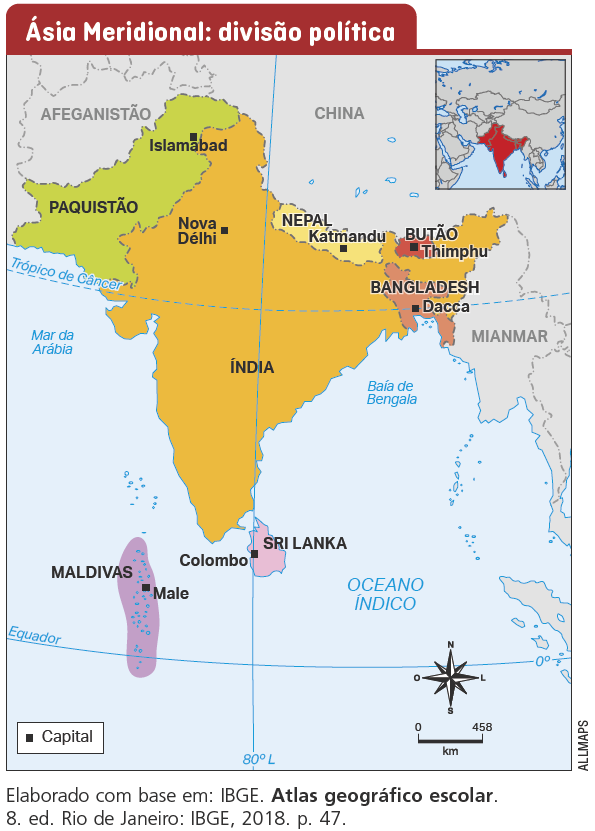 Ásia Meridional: divisão política
AFEGANISTÃO
CHINA
Islamabad
PAQUISTÃO
Nova
Délhi
NEPAL
Katmandu
BUTÃO
Thimphu
Trópico de Câncer
BANGLADESH
Dacca
Mar da
Arábia
MIANMAR
ÍNDIA
Baía de
Bengala
SRI LANKA
Colombo
MALDIVAS
Male
OCEANO
ÍNDICO
Equador
0º
N
O
L
S
Capital
0
458
km
80º L
ALLMAPS
Elaborado com base em: IBGE. Atlas geográfico escolar.
8. ed. Rio de Janeiro: IBGE, 2018. p. 47.